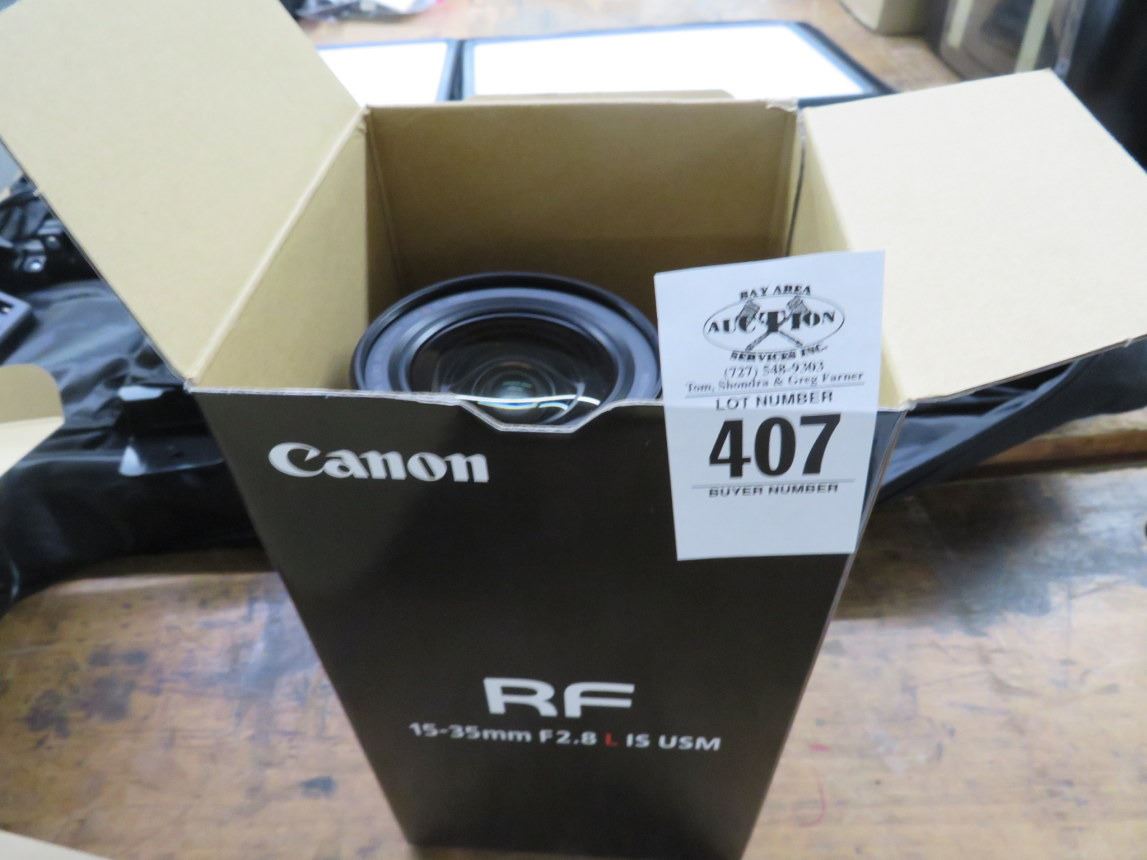 BAY AREA
AUCTION
SERVICES INC.
(727) 548-9303
Tom, Shondra & Greg Farner
LOT NUMBER
407
BUYER NUMBER
Canon
RF
15-35mm F2.8 L IS USM